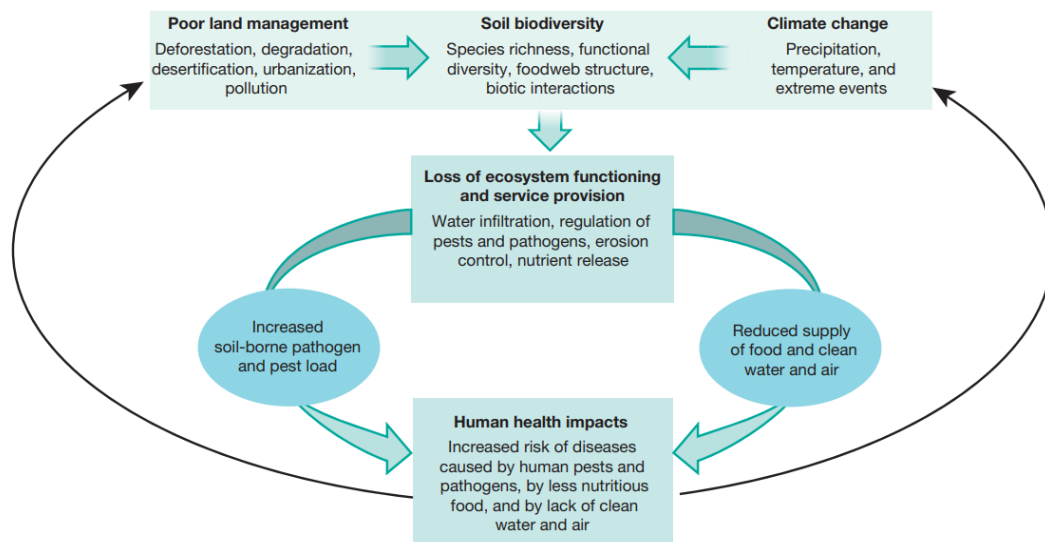 Poor land management
Deforestation, degradation,
desertification, urbanization,
pollution
Soil biodiversity
Species richness, functional
diversity, foodweb structure,
biotic interactions
Climate change
Precipitation,
temperature, and
extreme events
Loss of ecosystem functioning
and service provision
Water infiltration, regulation of
pests and pathogens, erosion
control, nutrient release
Increased
soil-borne pathogen
and pest load
Reduced supply
of food and clean
water and air
Human health impacts
Increased risk of diseases
caused by human pests and
pathogens, by less nutritious
food, and by lack of clean
water and air